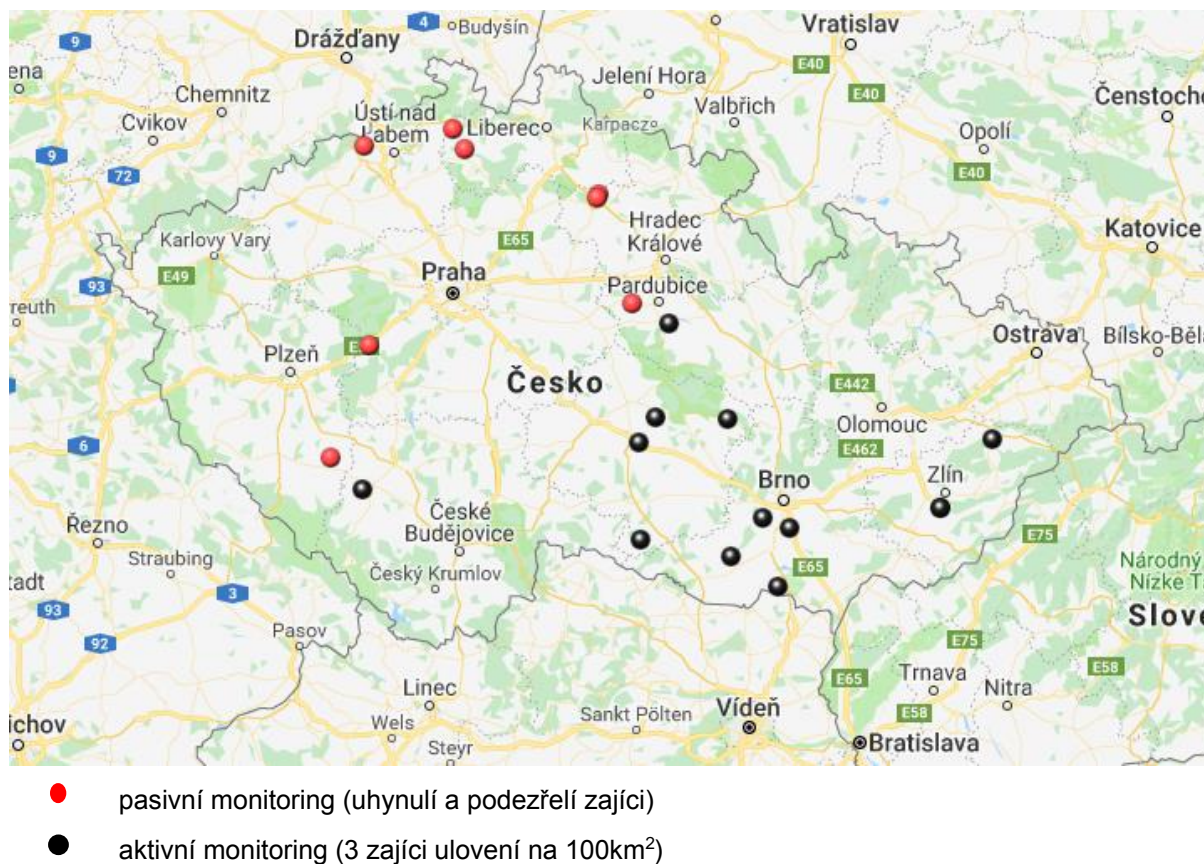 4
Budyšín
Vratislav
9
Drážďany
E40
ena
Jelení Hora
Chemnitz
Valbřich
E40
Čenstocho
Cvikov
Ústí nad
Labem
Liberec
Karpacz
Opolí
9
72
E40
Hradec
Králové
Katovice
Karlovy Vary
E65
E49
Praha
93
Pardubice
reuth
Ostrava
Bílsko-Běla
Plzeň
Česko
E442
Olomouc
6
E462
Brno
Zlín
Řezno
České
Budějovice
E75
Straubing
Národný
Nízke T
tadt
Český Krumlov
E65
3
93
Slove
92
Pasov
E75
E58
Trnava
E65
Nitra
Linec
Vídeň
Sankt Pölten
E58
ichov
Wels
Bratislava
Steyr
pasivní monitoring (uhynulí a podezřelí zajíci)
aktivní monitoring (3 zajíci ulovení na 100km²)